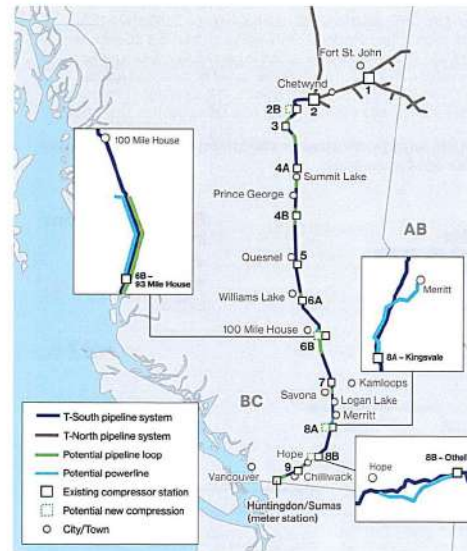 Fort St. John
Chetwynd
1
2B
2
3
4A
Summit Lake
Prince George
4B
AB
Quesnel
5
Williams Lake
6A
100 Mile House
6B
7
Kamloops
Savona
Logan Lake
BC
Merritt
8A
Hope
8B
9
Vancouver
Chilliwack
Huntingdon/Sumas
(meter station)
100 Mile House
6B –
93 Mile House
Merritt
8A – Kingsvale
8B - Othel
Hope
T-South pipeline system
T-North pipeline system
Potential pipeline loop
Potential powerline
Existing compressor station
Potential new compression
City/Town